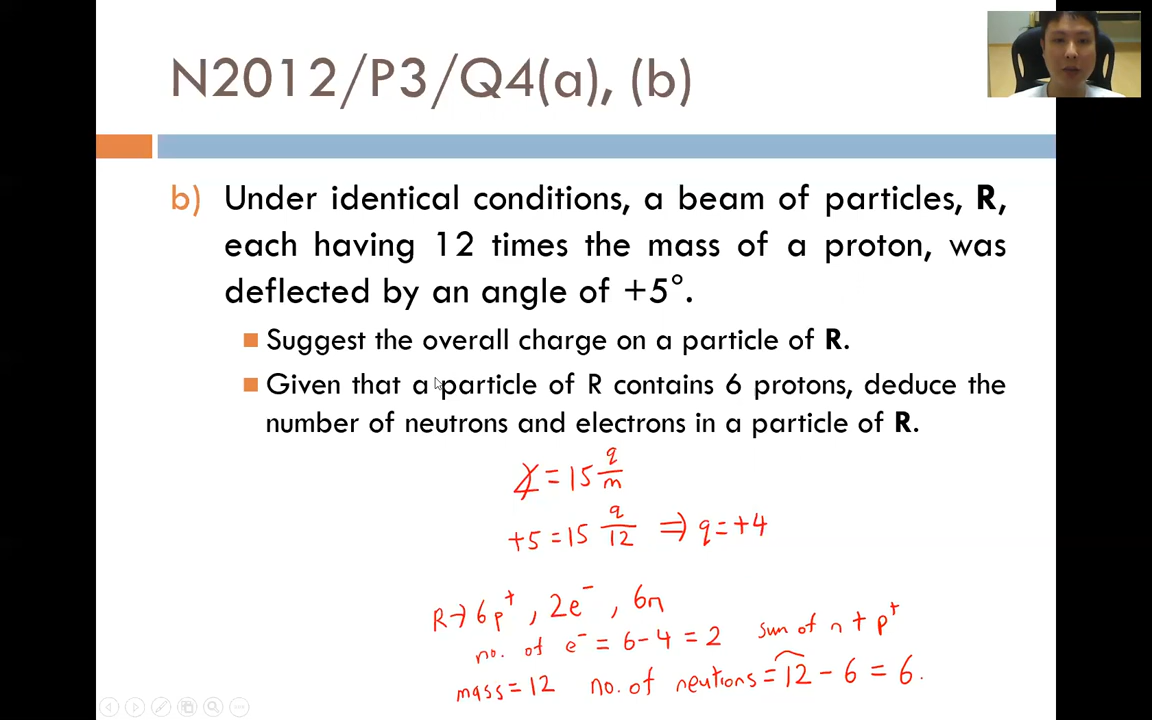 N2012/P3/Q4(a), (b)
b) Under identical conditions, a beam of particles, R,
each having 12 times the mass of a proton, was
deflected by an angle of +5°.
Suggest the overall charge on a particle of R.
Given that a particle of R contains 6 protons, deduce the
number of neutrons and electrons in a particle of R.
∡ = 15 q/m
+5 = 15 q/12 ⇒ q = +4
R → 6p⁺, 2e⁻, 6n
no. of e⁻ = 6 - 4 = 2 sum of n + p⁺
mass = 12 no. of neutrons = 12 - 6 = 6.